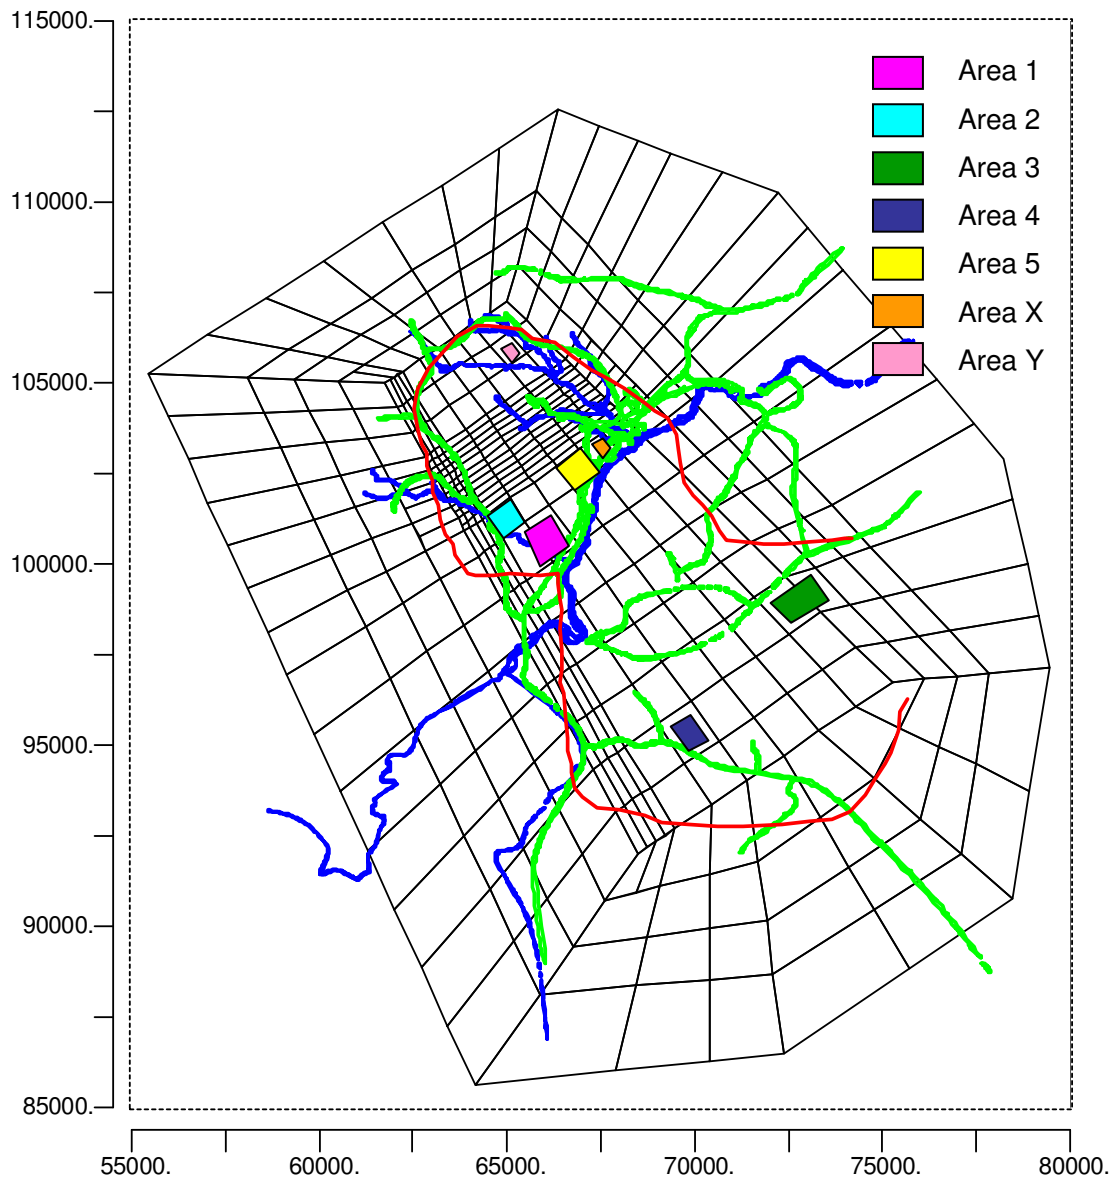 115000.
110000.
105000.
100000.
95000.
90000.
85000.
Area 1
Area 2
Area 3
Area 4
Area 5
Area X
Area Y
55000. 60000. 65000. 70000. 75000. 80000.